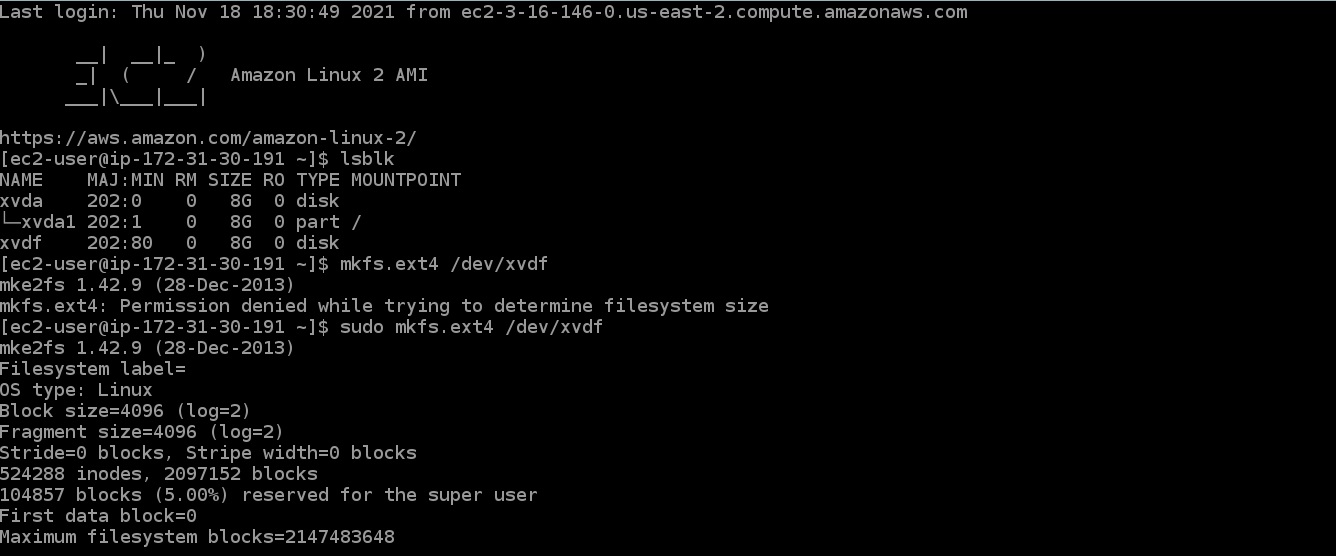 Last login: Thu Nov 18 18:30:49 2021 from ec2-3-16-146-0.us-east-2.compute.amazonaws.com

       __|  __|_  )
       _|  (     /   Amazon Linux 2 AMI
      ___|\___|___|

https://aws.amazon.com/amazon-linux-2/
[ec2-user@ip-172-31-30-191 ~]$ lsblk
NAME    MAJ:MIN RM SIZE RO TYPE MOUNTPOINT
xvda    202:0    0   8G  0 disk
└─xvda1 202:1    0   8G  0 part /
xvdf    202:80   0   8G  0 disk
[ec2-user@ip-172-31-30-191 ~]$ mkfs.ext4 /dev/xvdf
mke2fs 1.42.9 (28-Dec-2013)
mkfs.ext4: Permission denied while trying to determine filesystem size
[ec2-user@ip-172-31-30-191 ~]$ sudo mkfs.ext4 /dev/xvdf
mke2fs 1.42.9 (28-Dec-2013)
Filesystem label=
OS type: Linux
Block size=4096 (log=2)
Fragment size=4096 (log=2)
Stride=0 blocks, Stripe width=0 blocks
524288 inodes, 2097152 blocks
104857 blocks (5.00%) reserved for the super user
First data block=0
Maximum filesystem blocks=2147483648